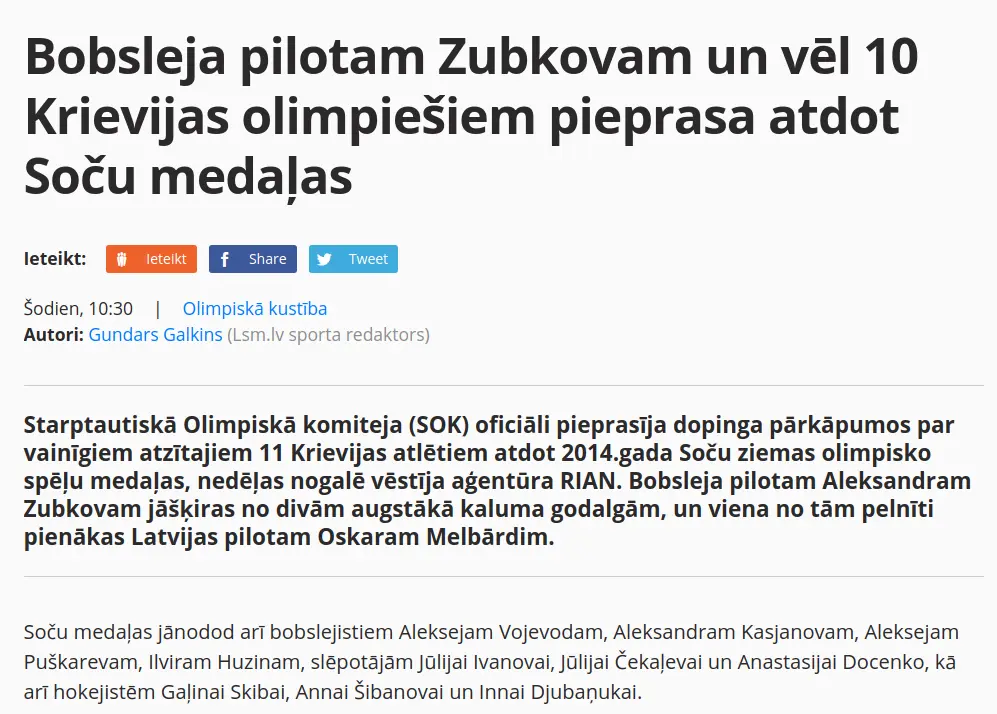 Bobsleja pilotam Zubkovam un vēl 10
Krievijas olimpiešiem pieprasa atdot
Soču medaļas
Ieteikt: Ieteikt Share Tweet
Šodien, 10:30 | Olimpiskā kustība
Autori: Gundars Galkins (Lsm.lv sporta redaktors)
Starptautiskā Olimpiskā komiteja (SOK) oficiāli pieprasīja dopinga pārkāpumos par
vainīgiem atzītajiem 11 Krievijas atlētiem atdot 2014.gada Soču ziemas olimpisko
spēļu medaļas, nedēļas nogalē vēstīja aģentūra RIAN. Bobsleja pilotam Aleksandram
Zubkovam jāšķiras no divām augstākā kaluma godalgām, un viena no tām pelnīti
pienākas Latvijas pilotam Oskaram Melbārdim.
Soču medaļas jānodod arī bobslejistiem Aleksejam Vojevodam, Aleksandram Kasjanovam, Aleksejam
Puškarevam, Ilviram Huzinam, slēpotājām Jūlijai Ivanovai, Jūlijai Čekaļevai un Anastasijai Docenko, kā
arī hokejistēm Gaļinai Skibai, Annai Šibanovai un Innai Djubaņukai.